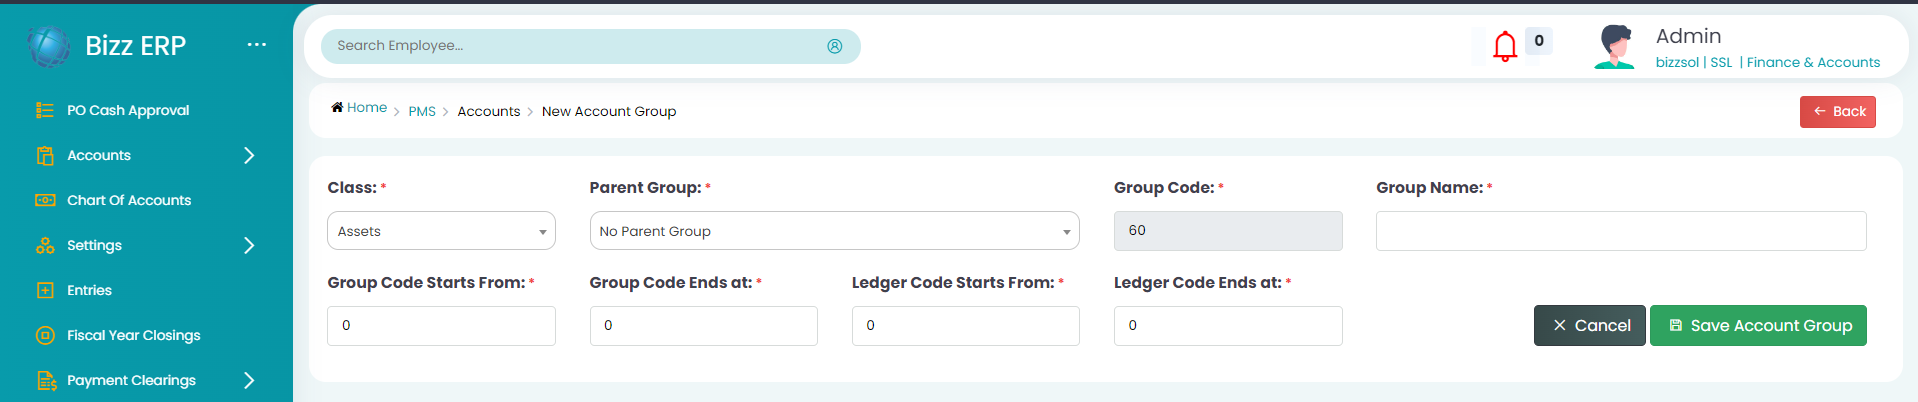 Bizz ERP
PO Cash Approval
Accounts
Chart Of Accounts
Settings
Entries
Fiscal Year Closings
Payment Clearings
Search Employee...
0
Admin
bizzsol | SSL | Finance & Accounts
Home > PMS > Accounts > New Account Group
← Back
Class: * Parent Group: * Group Code: * Group Name: *
Assets No Parent Group 60
Group Code Starts From: * Group Code Ends at: * Ledger Code Starts From: * Ledger Code Ends at: *
0 0 0 0 × Cancel Save Account Group